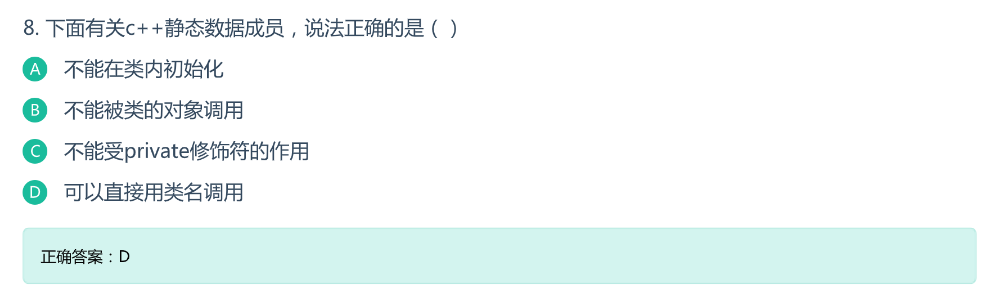 8. 下面有关c++静态数据成员，说法正确的是（ ）
A 不能在类内初始化
B 不能被类的对象调用
C 不能受private修饰符的作用
D 可以直接用类名调用
正确答案：D